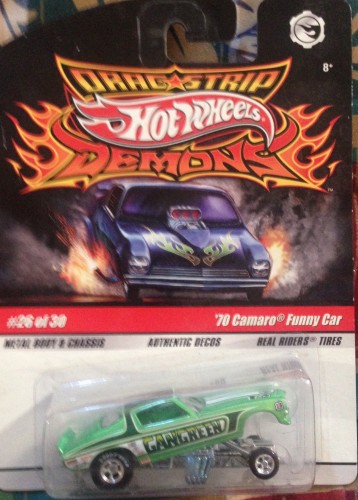 8+
DRAG★STRIP
HOT WHEELS
DEMONS™
#26 of 30
'70 Camaro® Funny Car
METAL BODY & CHASSIS AUTHENTIC DECOS REAL RIDERS® TIRES
GANGREEN